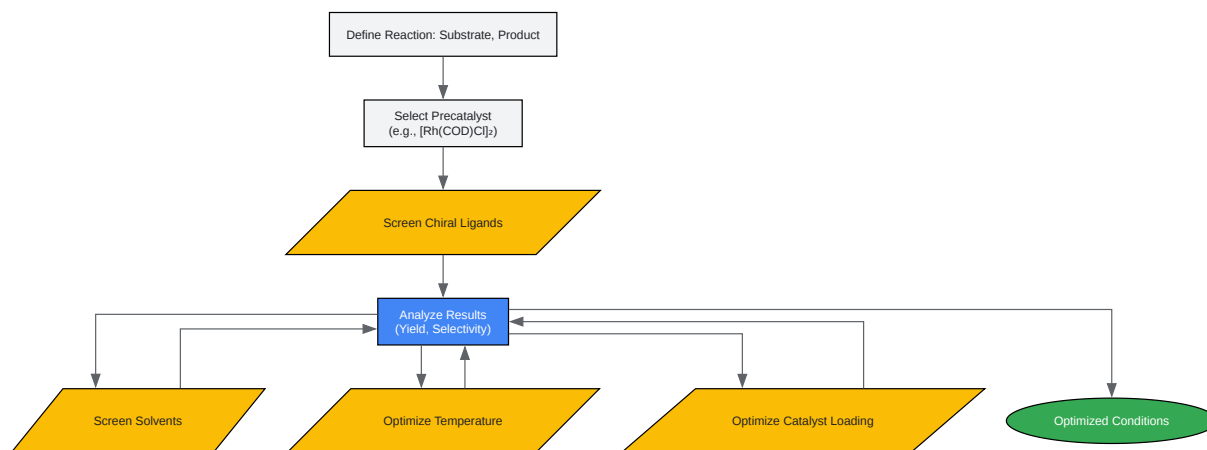 Define Reaction: Substrate, Product
Select Precatalyst
(e.g., [Rh(COD)Cl]₂)
Screen Chiral Ligands
Analyze Results
(Yield, Selectivity)
Screen Solvents
Optimize Temperature
Optimize Catalyst Loading
Optimized Conditions